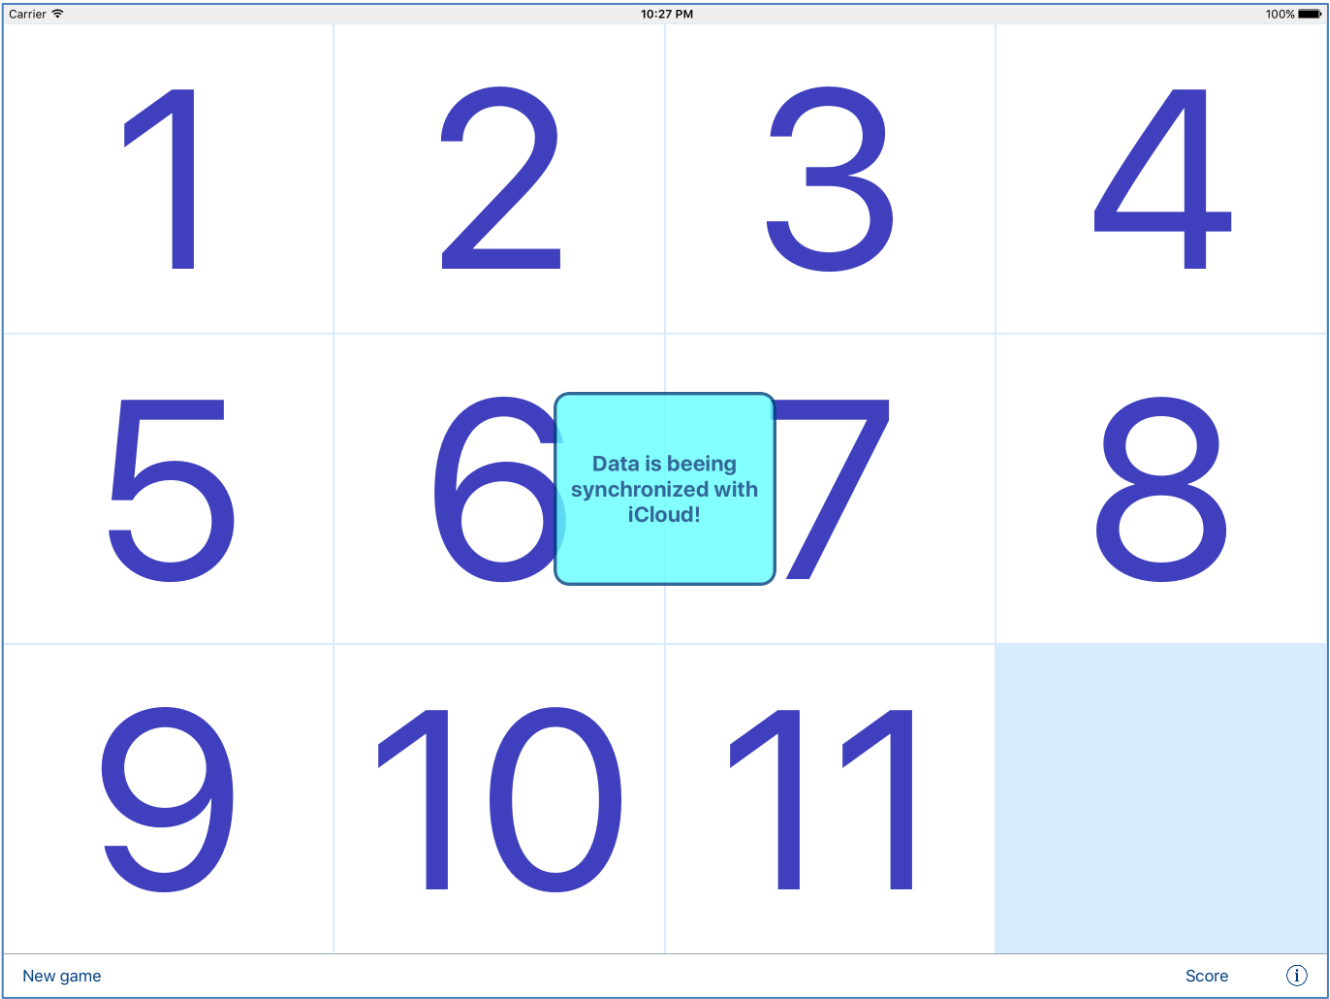 Carrier 10:27 PM 100%
1 2 3 4
5 6 7 8
Data is beeing
synchronized with
iCloud!
9 10 11
New game Score i